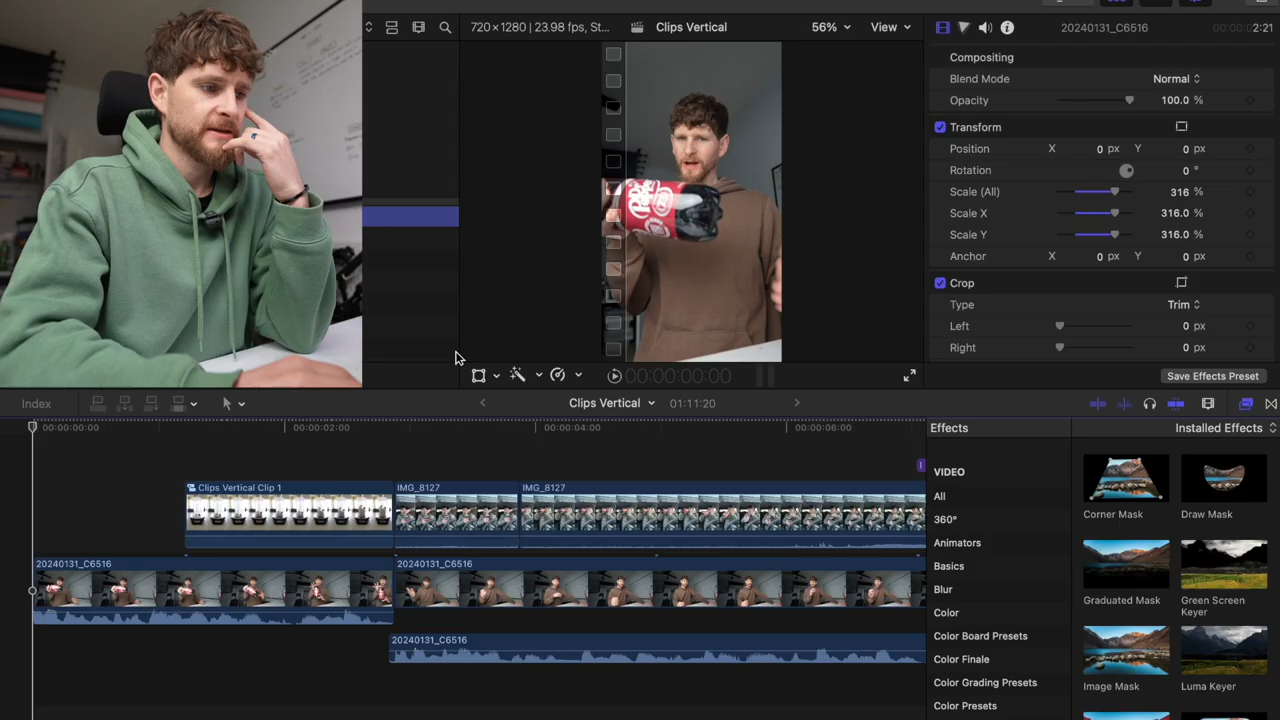 720×1280 | 23.98 fps, St...
Clips Vertical
56%
View
20240131_C6516
00:00:00:02:21
Compositing
Blend Mode
Normal
Opacity
100.0 %
Transform
Position
X
0 px
Y
0 px
Rotation
0 °
Scale (All)
316 %
Scale X
316.0 %
Scale Y
316.0 %
Anchor
X
0 px
Y
0 px
Crop
Type
Trim
Left
0 px
Right
0 px
00:00:00:00
Save Effects Preset
Index
Clips Vertical
01:11:20
00:00:00:00
00:00:02:00
00:00:04:00
00:00:06:00
Effects
Installed Effects
VIDEO
All
360°
Animators
Basics
Blur
Color
Color Board Presets
Color Finale
Color Grading Presets
Color Presets
Corner Mask
Draw Mask
Graduated Mask
Green Screen
Keyer
Image Mask
Luma Keyer
Clips Vertical Clip 1
IMG_8127
IMG_8127
20240131_C6516
20240131_C6516
20240131_C6516